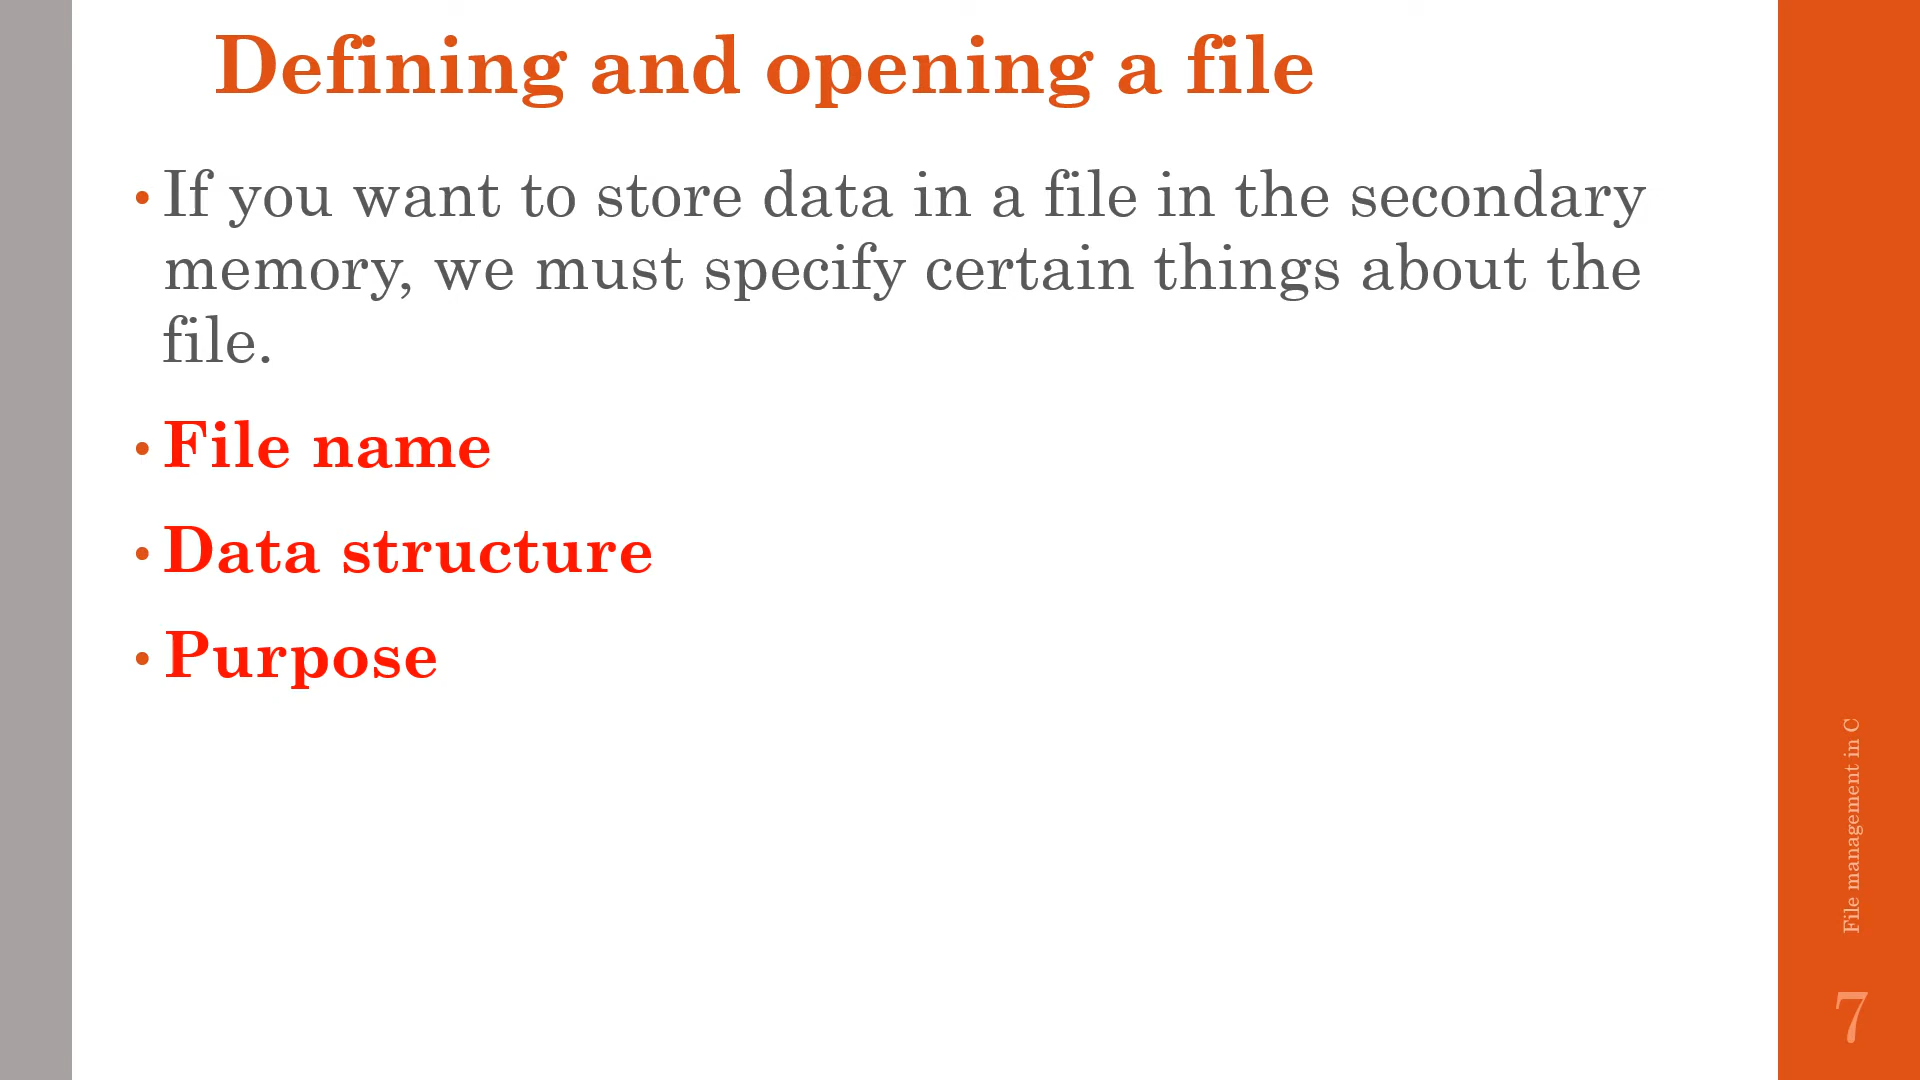 Defining and opening a file
• If you want to store data in a file in the secondary
memory, we must specify certain things about the
file.
• File name
• Data structure
• Purpose
File management in C
7